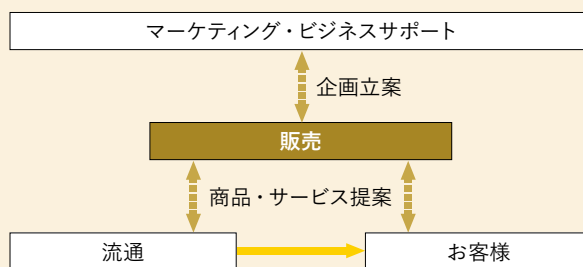 マーケティング・ビジネスサポート
企画立案
販売
商品・サービス提案
流通
お客様